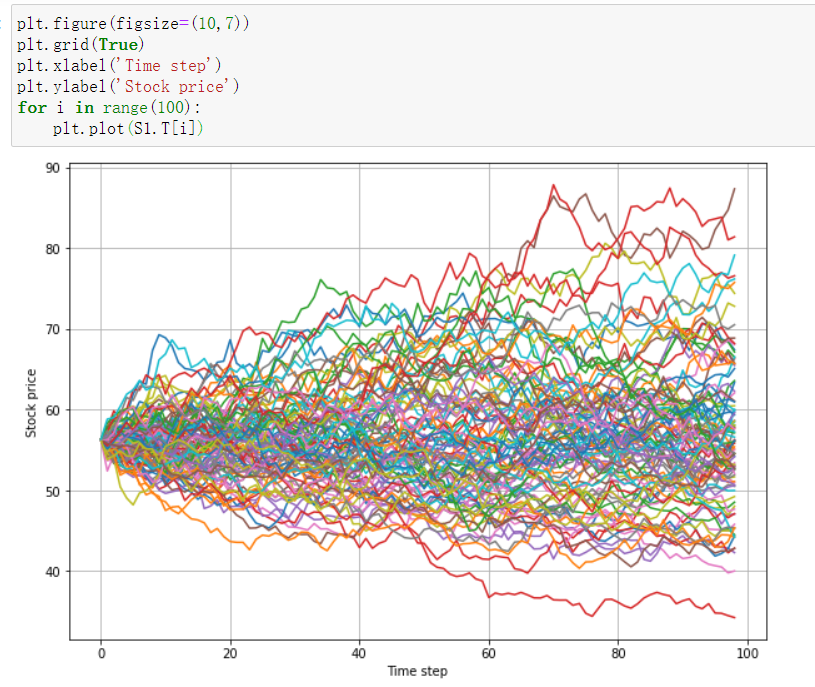 plt.figure(figsize=(10,7))
plt.grid(True)
plt.xlabel('Time step')
plt.ylabel('Stock price')
for i in range(100):
    plt.plot(S1.T[i])
90
80
70
60
50
40
Stock price
0 20 40 60 80 100
Time step